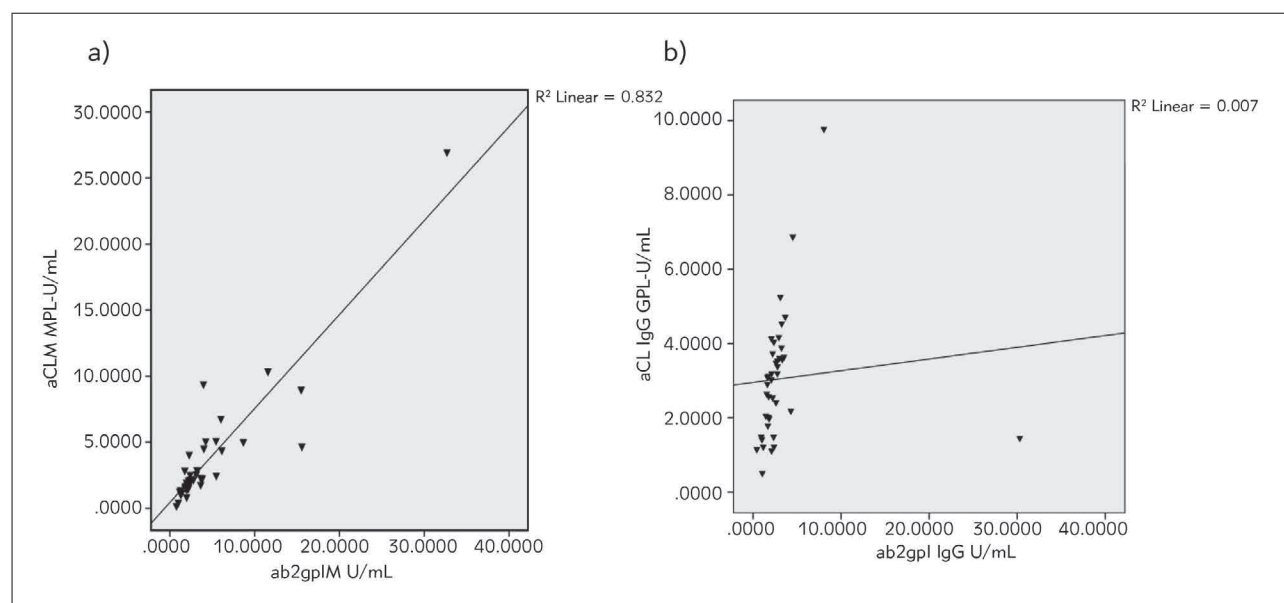 a)
R² Linear = 0.832
30.0000
25.0000
20.0000
15.0000
10.0000
5.0000
.0000
aCLM MPL-U/mL
.0000 10.0000 20.0000 30.0000 40.0000
ab2gplM U/mL
b)
R² Linear = 0.007
10.0000
8.0000
6.0000
4.0000
2.0000
.0000
aCL IgG GPL-U/mL
.0000 10.0000 20.0000 30.0000 40.0000
ab2gpl IgG U/mL